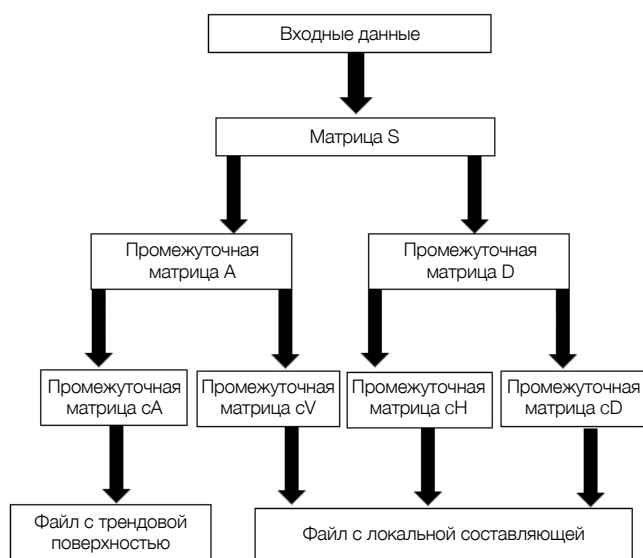 Входные данные
Матрица S
Промежуточная
матрица A
Промежуточная
матрица D
Промежуточная
матрица cA
Промежуточная
матрица cV
Промежуточная
матрица cH
Промежуточная
матрица cD
Файл с трендовой
поверхностью
Файл с локальной составляющей